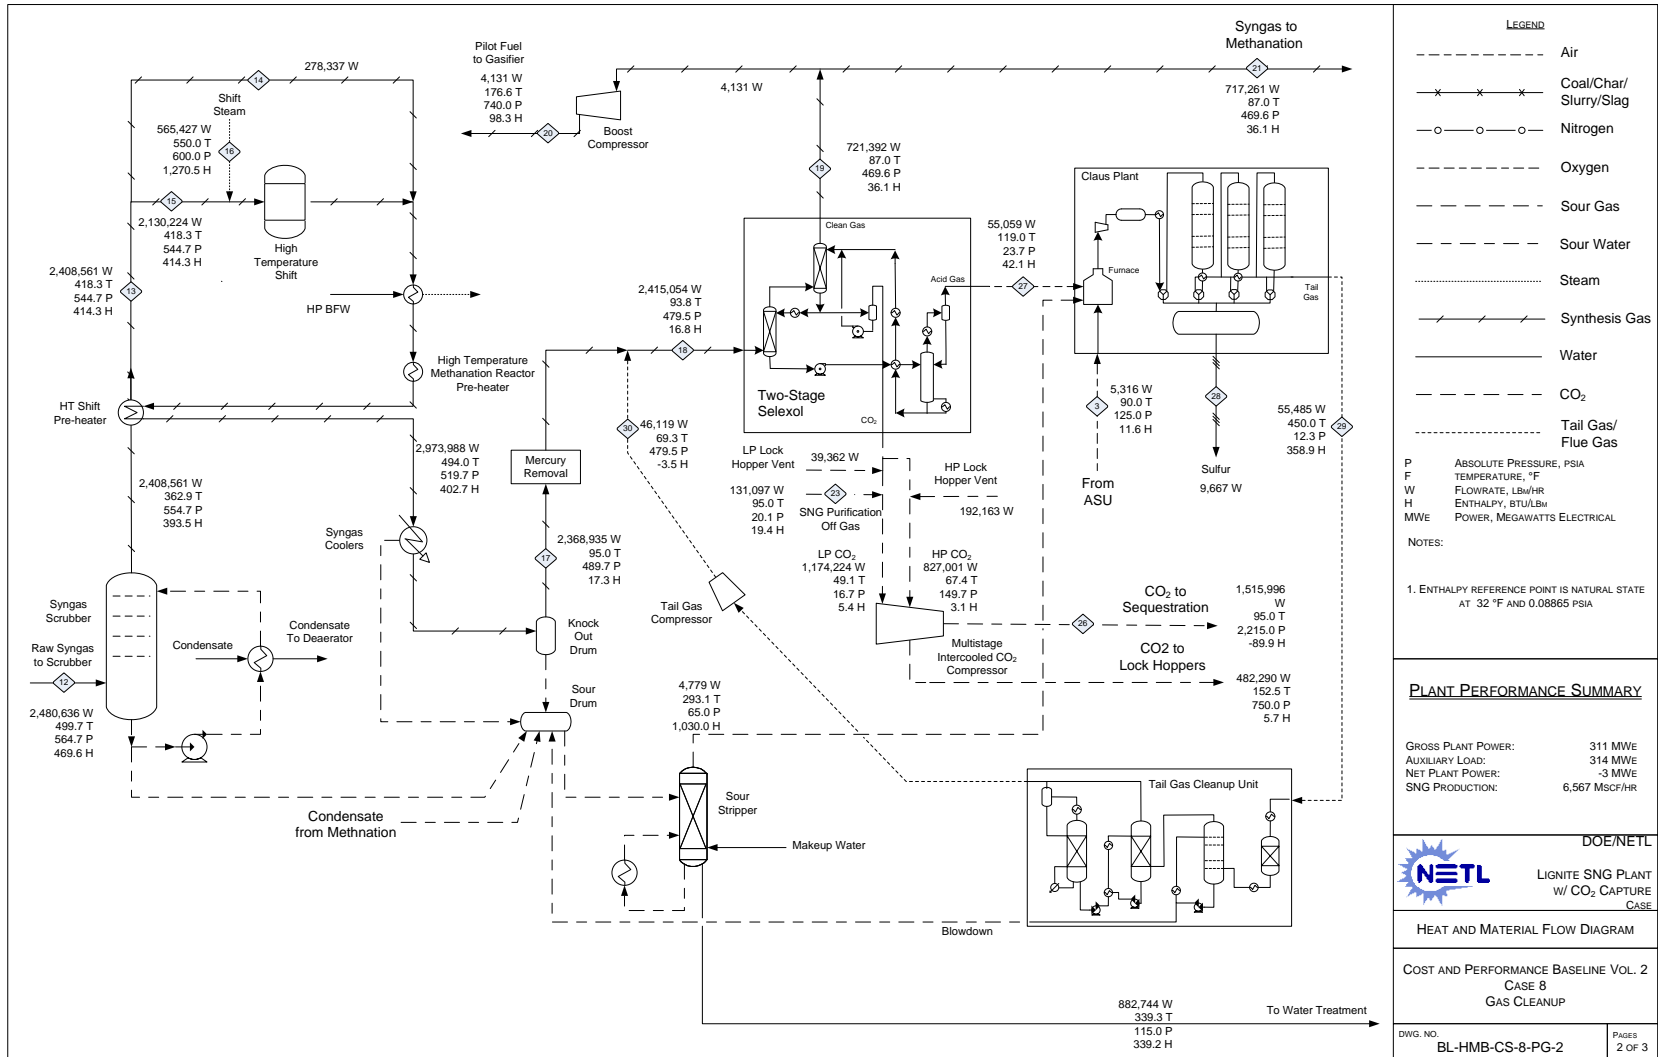 Pilot Fuel
to Gasifier
4,131 W
176.6 T
740.0 P
98.3 H
20
Boost
Compressor
4,131 W
Syngas to
Methanation
21
717,261 W
87.0 T
469.6 P
36.1 H
278,337 W
14
Shift
Steam
565,427 W
550.0 T
600.0 P
1,270.5 H
16
15
2,130,224 W
418.3 T
544.7 P
414.3 H
High
Temperature
Shift
2,408,561 W
418.3 T
544.7 P
414.3 H
13
HP BFW
High Temperature
Methanation Reactor
Pre-heater
HT Shift
Pre-heater
721,392 W
87.0 T
469.6 P
36.1 H
19
Clean Gas
Acid Gas
Two-Stage
Selexol
CO₂
2,415,054 W
93.8 T
479.5 P
16.8 H
18
55,059 W
119.0 T
23.7 P
42.1 H
27
Claus Plant
Furnace
Tail
Gas
5,316 W
90.0 T
125.0 P
11.6 H
3
From
ASU
28
Sulfur
9,667 W
55,485 W
450.0 T
12.3 P
358.9 H
29
46,119 W
69.3 T
479.5 P
-3.5 H
30
2,973,988 W
494.0 T
519.7 P
402.7 H
2,408,561 W
362.9 T
554.7 P
393.5 H
Mercury
Removal
Syngas
Coolers
17
2,368,935 W
95.0 T
489.7 P
17.3 H
LP Lock
Hopper Vent
39,362 W
131,097 W
95.0 T
20.1 P
19.4 H
23
SNG Purification
Off Gas
HP Lock
Hopper Vent
192,163 W
LP CO₂
1,174,224 W
49.1 T
16.7 P
5.4 H
HP CO₂
827,001 W
67.4 T
149.7 P
3.1 H
Multistage
Intercooled CO₂
Compressor
CO₂ to
Sequestration
26
1,515,996
W
95.0 T
2,215.0 P
-89.9 H
CO2 to
Lock Hoppers
482,290 W
152.5 T
750.0 P
5.7 H
Tail Gas
Compressor
Syngas
Scrubber
Raw Syngas
to Scrubber
12
2,480,636 W
499.7 T
564.7 P
469.6 H
Condensate
Condensate
To Deaerator
Knock
Out
Drum
Sour
Drum
4,779 W
293.1 T
65.0 P
1,030.0 H
Sour
Stripper
Condensate
from Methnation
Makeup Water
Tail Gas Cleanup Unit
Blowdown
882,744 W
339.3 T
115.0 P
339.2 H
To Water Treatment
LEGEND
Air
Coal/Char/
Slurry/Slag
Nitrogen
Oxygen
Sour Gas
Sour Water
Steam
Synthesis Gas
Water
CO₂
Tail Gas/
Flue Gas
P ABSOLUTE PRESSURE, PSIA
F TEMPERATURE, °F
W FLOWRATE, LBM/HR
H ENTHALPY, BTU/LBM
MWE POWER, MEGAWATTS ELECTRICAL
NOTES:
1. ENTHALPY REFERENCE POINT IS NATURAL STATE
AT 32 °F AND 0.08865 PSIA
PLANT PERFORMANCE SUMMARY
GROSS PLANT POWER: 311 MWE
AUXILIARY LOAD: 314 MWE
NET PLANT POWER: -3 MWE
SNG PRODUCTION: 6,567 MSCF/HR
NETL
DOE/NETL
LIGNITE SNG PLANT
W/ CO₂ CAPTURE
CASE
HEAT AND MATERIAL FLOW DIAGRAM
COST AND PERFORMANCE BASELINE VOL. 2
CASE 8
GAS CLEANUP
DWG. NO.
BL-HMB-CS-8-PG-2
PAGES
2 OF 3